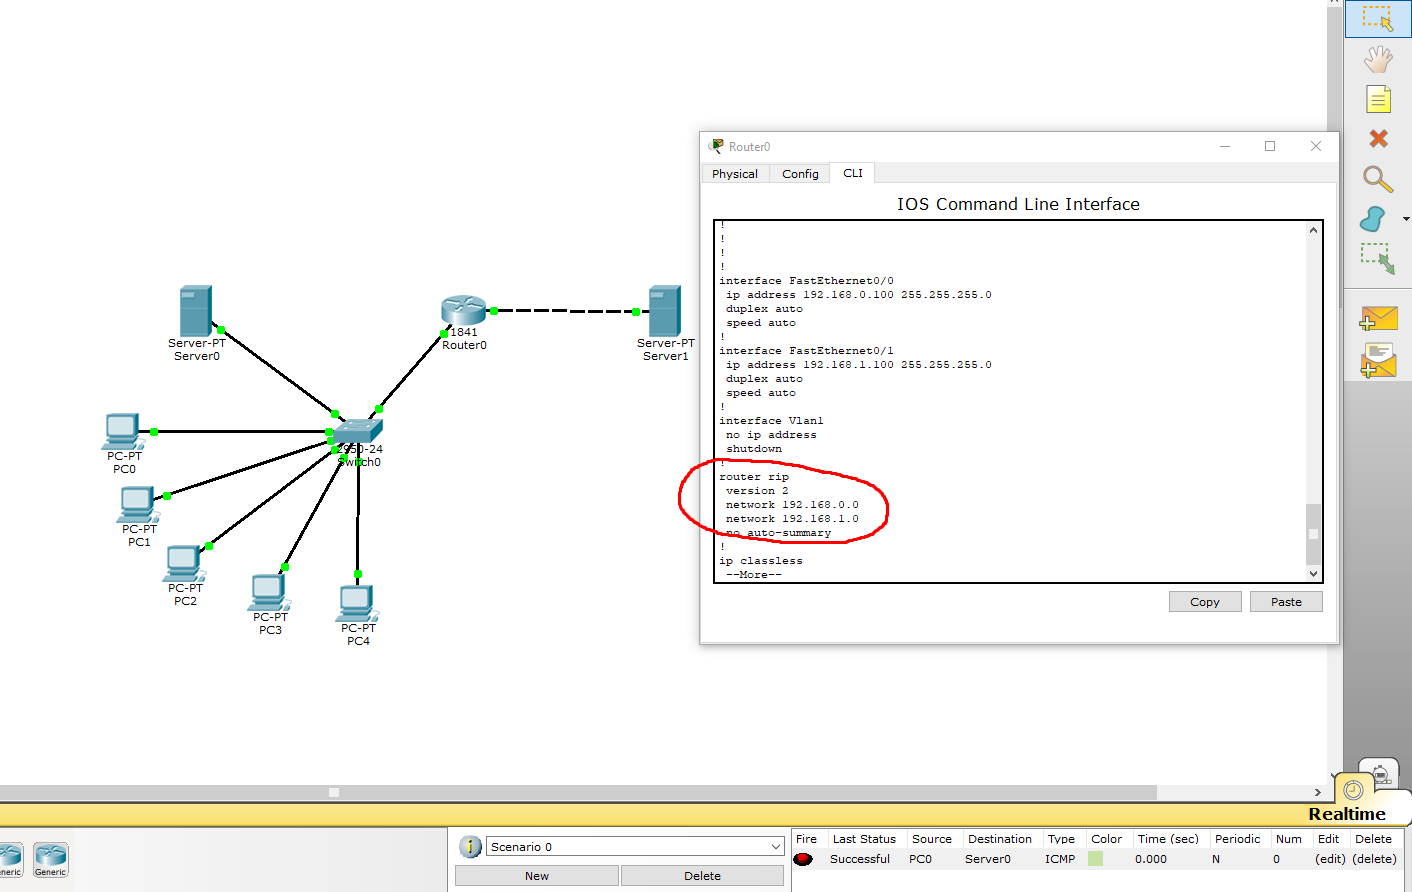 Router0
Physical
Config
CLI
IOS Command Line Interface
!
!
!
!
interface FastEthernet0/0
ip address 192.168.0.100 255.255.255.0
duplex auto
speed auto
!
interface FastEthernet0/1
ip address 192.168.1.100 255.255.255.0
duplex auto
speed auto
!
interface Vlan1
no ip address
shutdown
!
router rip
version 2
network 192.168.0.0
network 192.168.1.0
no auto-summary
!
ip classless
--More--
Copy
Paste
Server-PT
Server0
1841
Router0
Server-PT
Server1
2950-24
Switch0
PC-PT
PC0
PC-PT
PC1
PC-PT
PC2
PC-PT
PC3
PC-PT
PC4
Realtime
Generic
Scenario 0
New
Delete
Fire Last Status Source Destination Type Color Time (sec) Periodic Num Edit Delete
Successful PC0 Server0 ICMP 0.000 N 0 (edit) (delete)